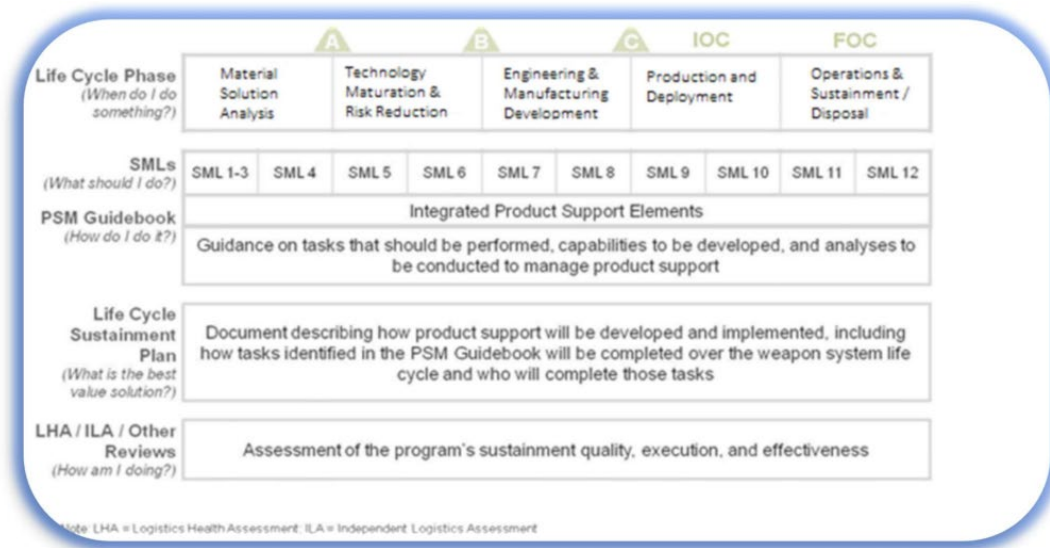 A B C IOC FOC
Life Cycle Phase
(When do I do
something?)
Material
Solution
Analysis
Technology
Maturation &
Risk Reduction
Engineering &
Manufacturing
Development
Production and
Deployment
Operations &
Sustainment /
Disposal
SMLs
(What should I do?)
SML 1-3 SML 4 SML 5 SML 6 SML 7 SML 8 SML 9 SML 10 SML 11 SML 12
PSM Guidebook
(How do I do it?)
Integrated Product Support Elements
Guidance on tasks that should be performed, capabilities to be developed, and analyses to
be conducted to manage product support
Life Cycle
Sustainment
Plan
(What is the best
value solution?)
Document describing how product support will be developed and implemented, including
how tasks identified in the PSM Guidebook will be completed over the weapon system life
cycle and who will complete those tasks
LHA / ILA / Other
Reviews
(How am I doing?)
Assessment of the program's sustainment quality, execution, and effectiveness
Note: LHA = Logistics Health Assessment; ILA = Independent Logistics Assessment